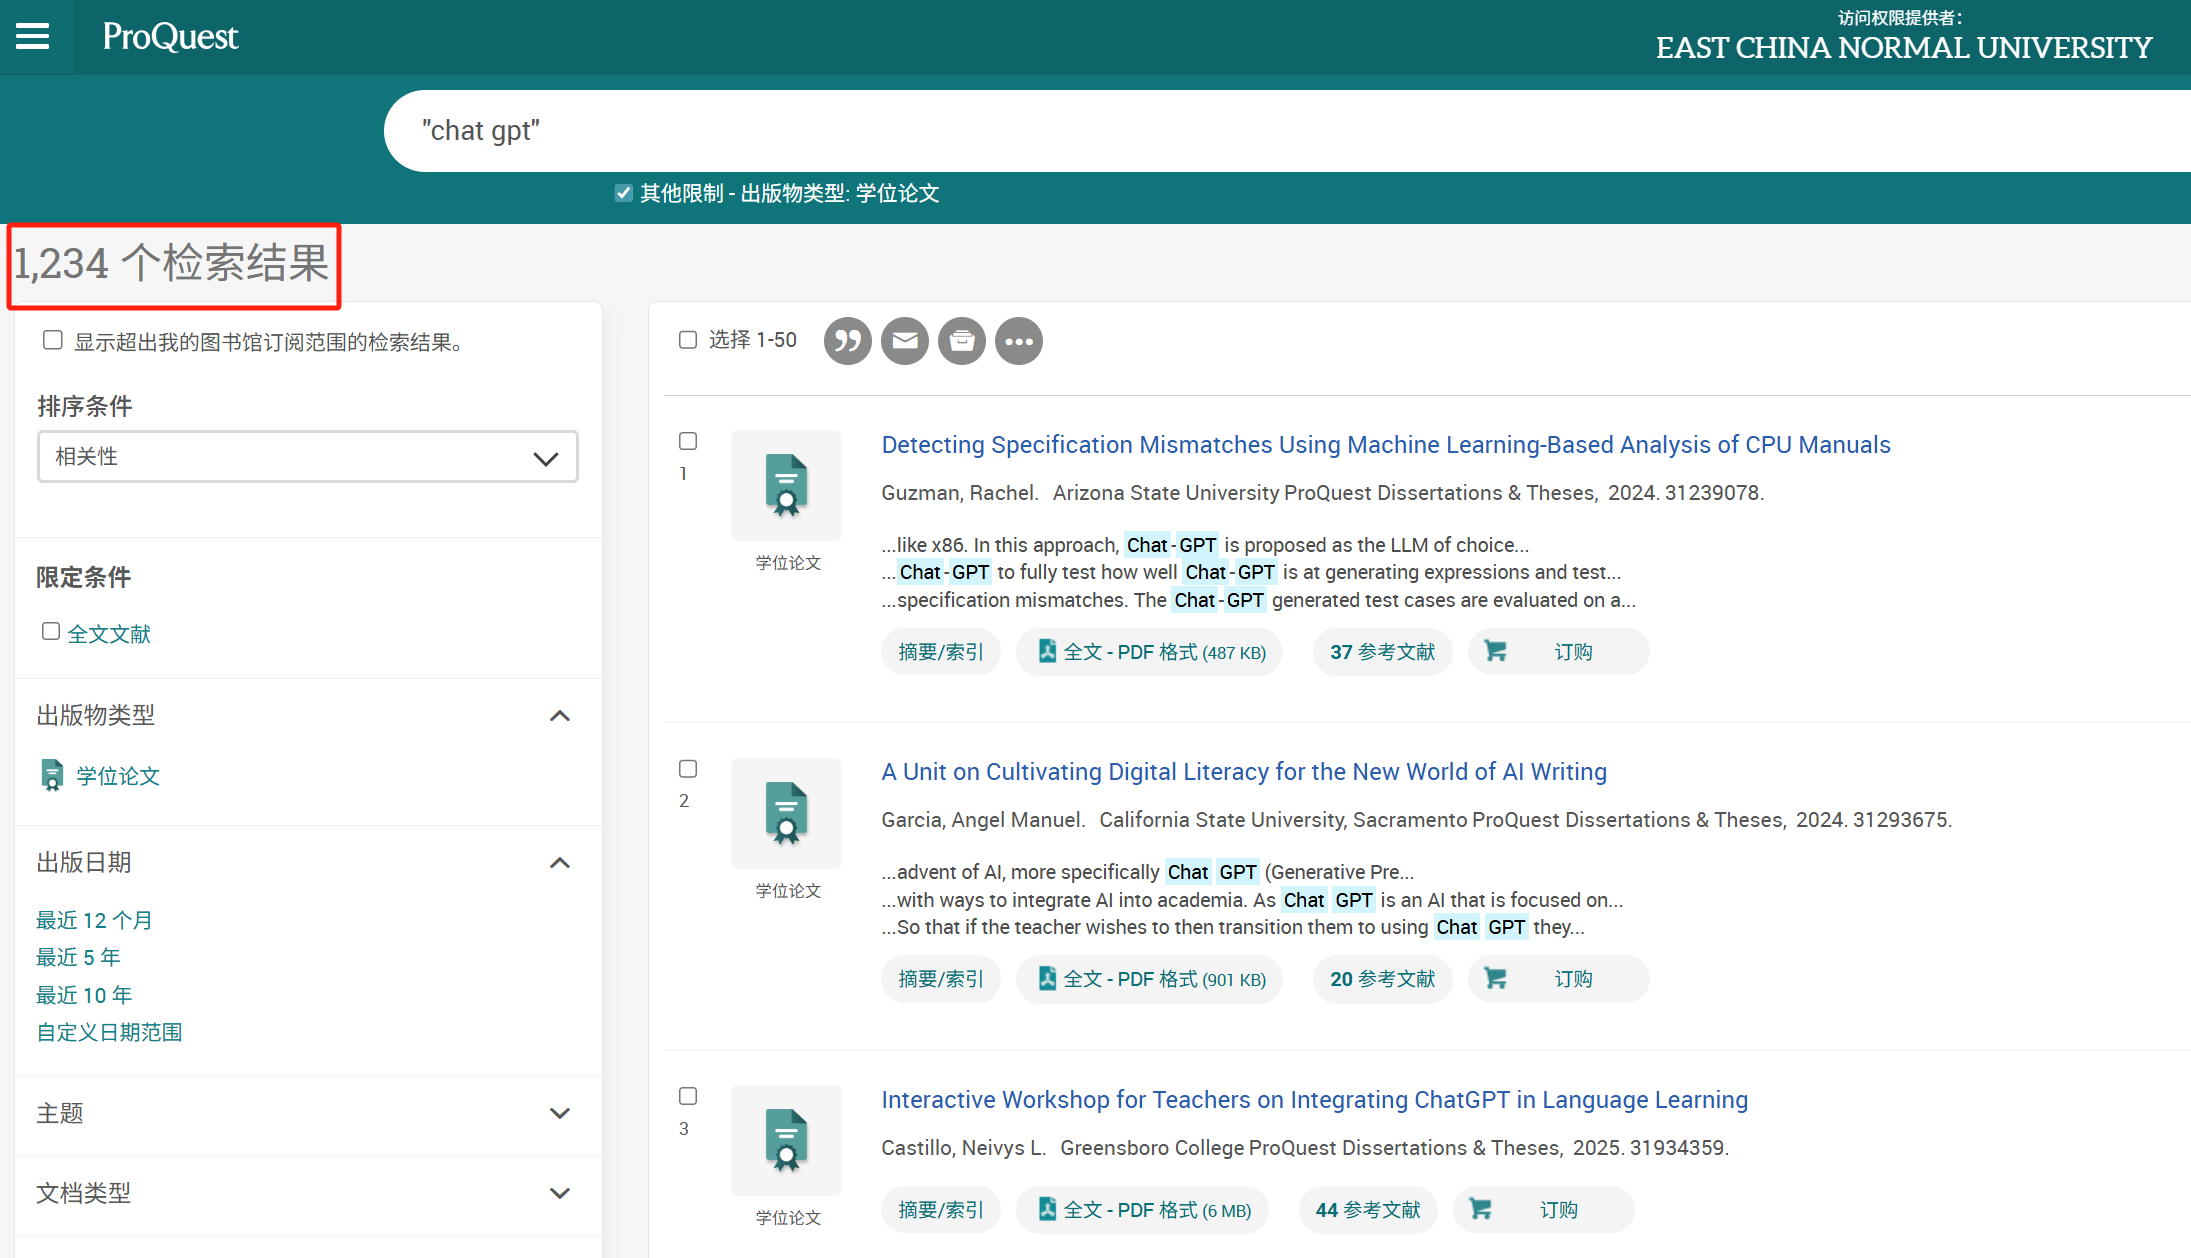 ProQuest
访问权限提供者：
EAST CHINA NORMAL UNIVERSITY
"chat gpt"
其他限制 - 出版物类型: 学位论文
1,234 个检索结果
显示超出我的图书馆订阅范围的检索结果。
排序条件
相关性
限定条件
全文文献
出版物类型
学位论文
出版日期
最近 12 个月
最近 5 年
最近 10 年
自定义日期范围
主题
文档类型
选择 1-50
1
学位论文
Detecting Specification Mismatches Using Machine Learning-Based Analysis of CPU Manuals
Guzman, Rachel. Arizona State University ProQuest Dissertations & Theses, 2024. 31239078.
...like x86. In this approach, Chat-GPT is proposed as the LLM of choice...
...Chat-GPT to fully test how well Chat-GPT is at generating expressions and test...
...specification mismatches. The Chat-GPT generated test cases are evaluated on a...
摘要/索引 全文 - PDF 格式 (487 KB) 37 参考文献 订购
2
学位论文
A Unit on Cultivating Digital Literacy for the New World of AI Writing
Garcia, Angel Manuel. California State University, Sacramento ProQuest Dissertations & Theses, 2024. 31293675.
...advent of AI, more specifically Chat GPT (Generative Pre...
...with ways to integrate AI into academia. As Chat GPT is an AI that is focused on...
...So that if the teacher wishes to then transition them to using Chat GPT they...
摘要/索引 全文 - PDF 格式 (901 KB) 20 参考文献 订购
3
学位论文
Interactive Workshop for Teachers on Integrating ChatGPT in Language Learning
Castillo, Neivys L. Greensboro College ProQuest Dissertations & Theses, 2025. 31934359.
摘要/索引 全文 - PDF 格式 (6 MB) 44 参考文献 订购